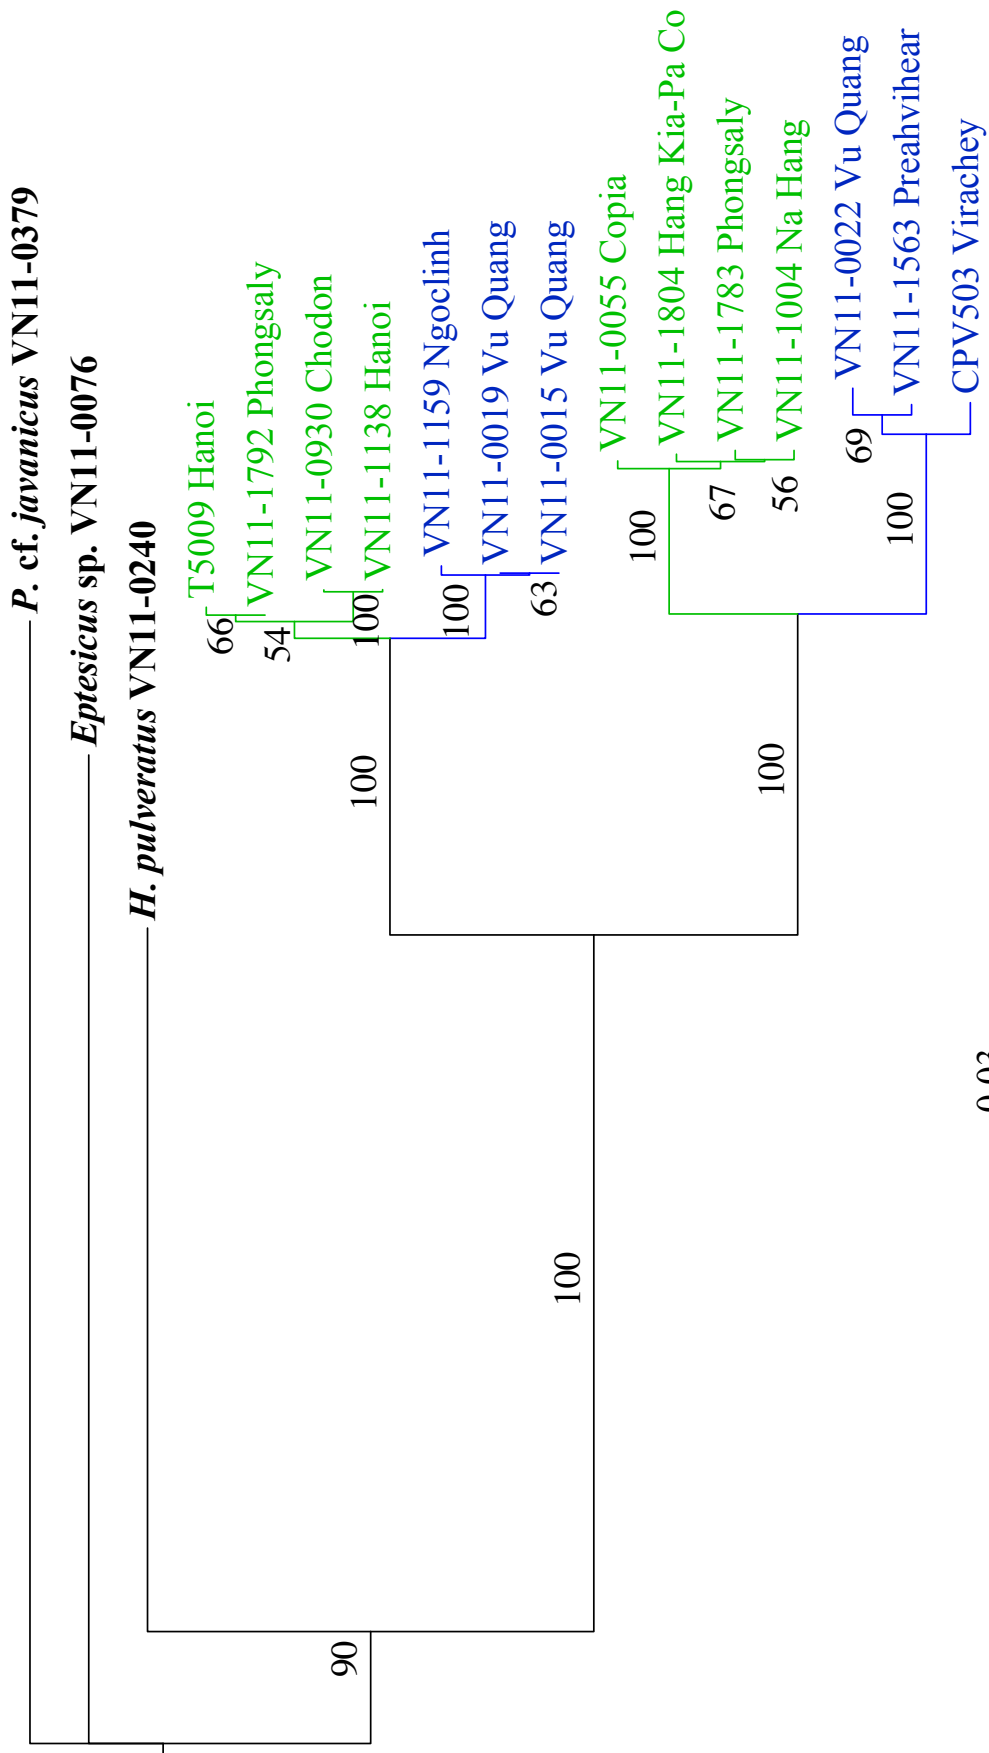 P. cf. javanicus VN11-0379
Eptesicus sp. VN11-0076
H. pulveratus VN11-0240
T5009 Hanoi
VN11-1792 Phongsaly
VN11-0930 Chodon
VN11-1138 Hanoi
VN11-1159 Ngoclinh
VN11-0019 Vu Quang
VN11-0015 Vu Quang
VN11-0055 Copia
VN11-1804 Hang Kia-Pa Co
VN11-1783 Phongsaly
VN11-1004 Na Hang
VN11-0022 Vu Quang
VN11-1563 Preahvihear
CPV503 Virachey
66
54
100
100
63
100
100
67
56
69
100
100
100
90
0.03